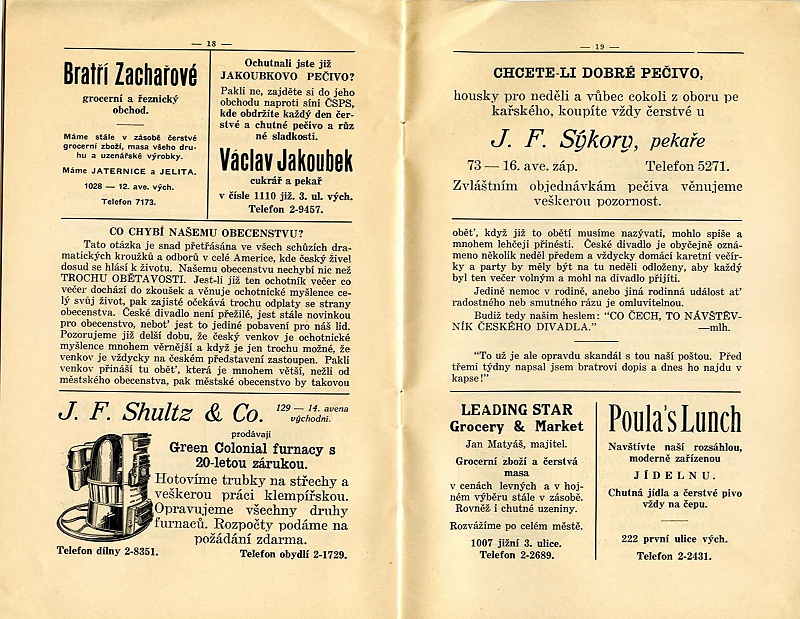 — 18 —
Bratří Zachařové
grocerní a řeznický
obchod.
Máme stále v zásobě čerstvé
grocerní zboží, masa všeho dru-
hu a uzenářské výrobky.
Máme JATERNICE a JELITA.
1028 — 12. ave. vých.
Telefon 7173.
Ochutnali jste již
JAKOUBKOVO PEČIVO?
Pakli ne, zajděte si do jeho
obchodu naproti síni ČSPS,
kde obdržíte každý den čer-
stvé a chutné pečivo a růz
né sladkosti.
Václav Jakoubek
cukrář a pekař
v čísle 1110 již. 3. ul. vých.
Telefon 2-9457.
CO CHYBÍ NAŠEMU OBECENSTVU?
Tato otázka je snad přetřásána ve všech schůzích dra-
matických kroužků a odborů v celé Americe, kde český živel
dosud se hlásí k životu. Našemu obecenstvu nechybí nic než
TROCHU OBĚTAVOSTI. Jest-li již ten ochotník večer co
večer dochází do zkoušek a věnuje ochotnické myšlence ce-
lý svůj život, pak zajisté očekává trochu odplaty se strany
obecenstva. České divadlo není přežilé, jest stále novinkou
pro obecenstvo, neboť jest to jediné pobavení pro náš lid.
Pozorujeme již delší dobu, že český venkov je ochotnické
myšlence mnohem věrnější a když je jen trochu možné, že
venkov je vždycky na českém představení zastoupen. Pakli
venkov přináší tu oběť, která je mnohem větší, nežli od
městského obecenstva, pak městské obecenstvo by takovou
J. F. Shultz & Co. 129 — 14. avena
východní.
prodávají
Green Colonial furnacy s
20-letou zárukou.
Hotovíme trubky na střechy a
veškerou práci klempířskou.
Opravujeme všechny druhy
furnaců. Rozpočty podáme na
požádání zdarma.
Telefon dílny 2-8351. Telefon obydlí 2-1729.
— 19 —
CHCETE-LI DOBRÉ PEČIVO,
housky pro neděli a vůbec cokoli z oboru pe
kařského, koupíte vždy čerstvé u
J. F. Sýkory, pekaře
73 — 16. ave. záp. Telefon 5271.
Zvláštním objednávkám pečiva věnujeme
veškerou pozornost.
oběť, když již to obětí musíme nazývati, mohlo spíše a
mnohem lehčeji přinésti. České divadlo je obyčejně ozná-
meno několik neděl předem a vždycky domácí karetní večír-
ky a party by měly být na tu neděli odloženy, aby každý
byl ten večer volným a mohl na divadlo přijíti.
Jedině nemoc v rodině, anebo jiná rodinná událost ať
radostného neb smutného rázu je omluvitelnou.
Budiž tedy našim heslem: “CO ČECH, TO NÁVŠTĚV-
NÍK ČESKÉHO DIVADLA.” —mlh.
“To už je ale opravdu skandál s tou naší poštou. Před
třemi týdny napsal jsem bratrovi dopis a dnes ho najdu v
kapse!”
LEADING STAR
Grocery & Market
Jan Matyáš, majitel.
Grocerní zboží a čerstvá
masa
v cenách levných a v hoj-
ném výběru stále v zásobě.
Rovněž i chutné uzeniny.
Rozvážíme po celém městě.
1007 jižní 3. ulice.
Telefon 2-2689.
Poula's Lunch
Navštivte naší rozsáhlou,
moderně zařízenou
JÍDELNU.
Chutná jídla a čerstvé pivo
vždy na čepu.
222 první ulice vých.
Telefon 2-2431.